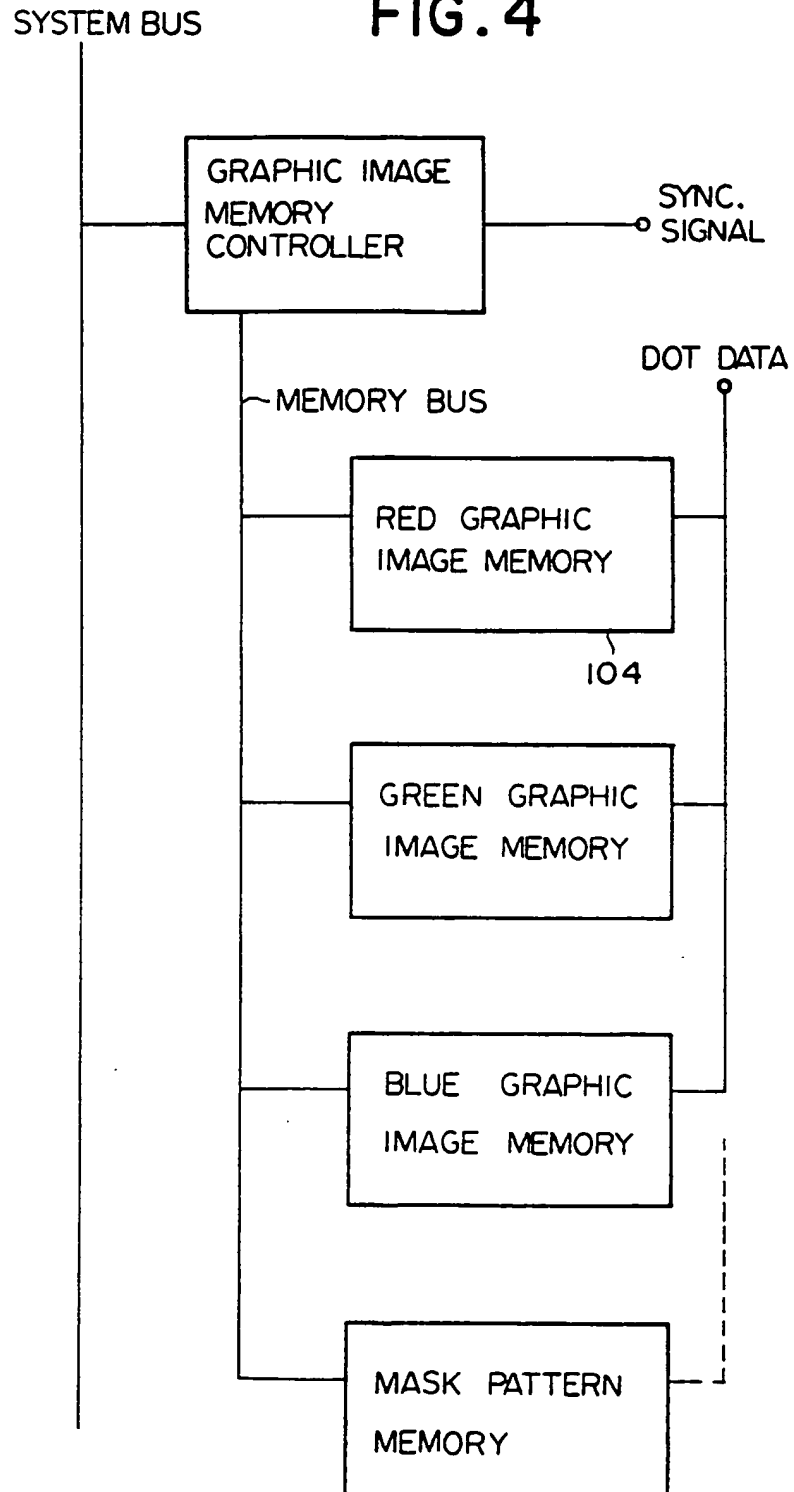 SYSTEM BUS
FIG. 4
GRAPHIC IMAGE
MEMORY
CONTROLLER
SYNC.
SIGNAL
DOT DATA
MEMORY BUS
RED GRAPHIC
IMAGE MEMORY
104
GREEN GRAPHIC
IMAGE MEMORY
BLUE GRAPHIC
IMAGE MEMORY
MASK PATTERN
MEMORY